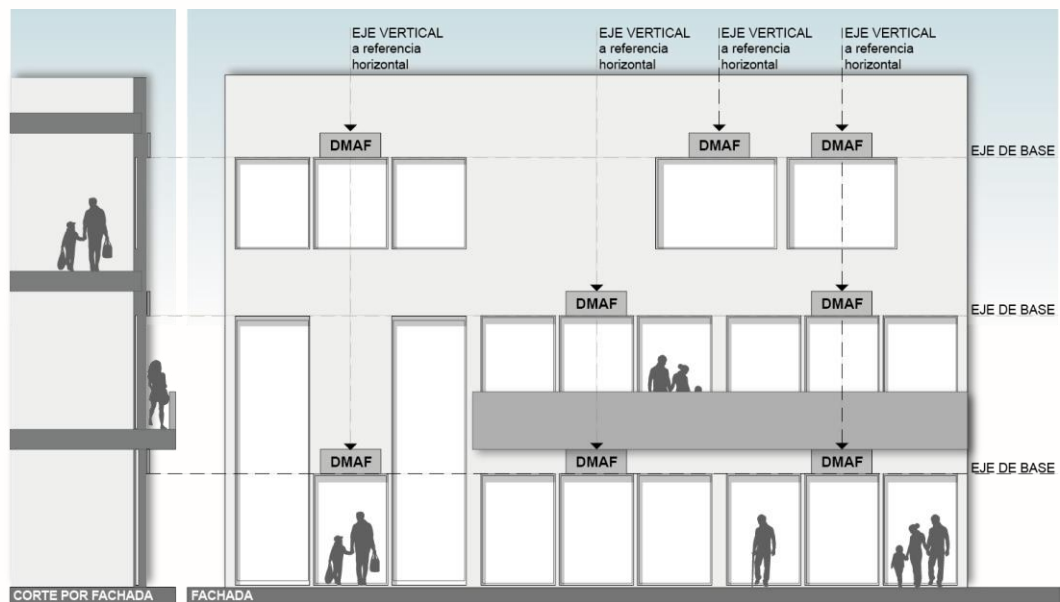 EJE VERTICAL
a referencia
horizontal
EJE VERTICAL
a referencia
horizontal
EJE VERTICAL
a referencia
horizontal
EJE VERTICAL
a referencia
horizontal
DMAF
DMAF
DMAF
EJE DE BASE
DMAF
DMAF
EJE DE BASE
DMAF
DMAF
DMAF
EJE DE BASE
CORTE POR FACHADA
FACHADA